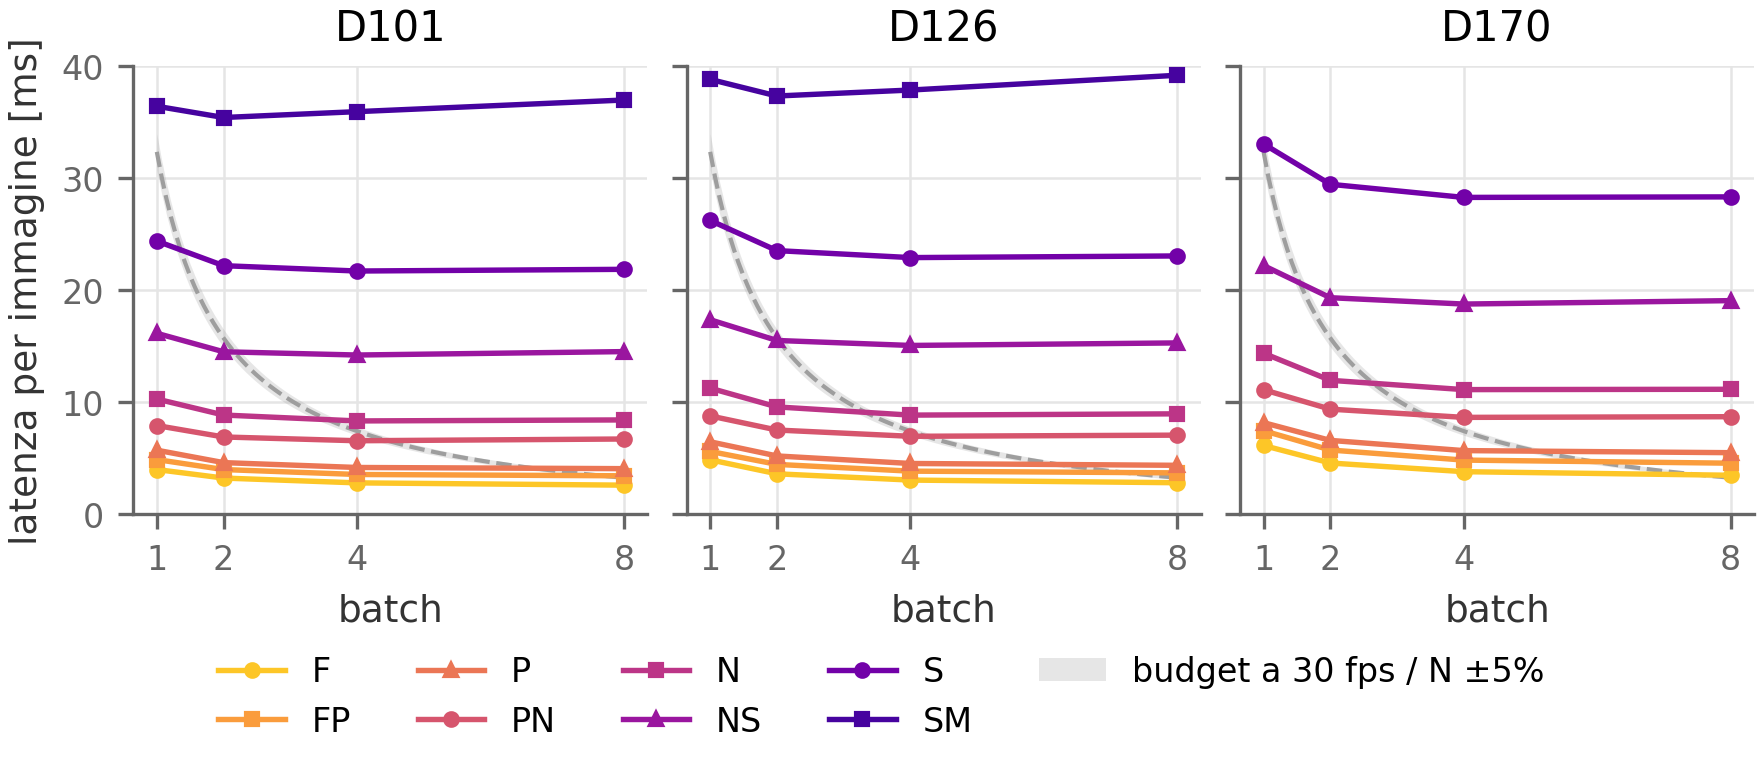 D101 D126 D170
latenza per immagine [ms]
40
30
20
10
0
1 2 4 8 1 2 4 8 1 2 4 8
batch batch batch
F P N S budget a 30 fps / N ±5%
FP PN NS SM